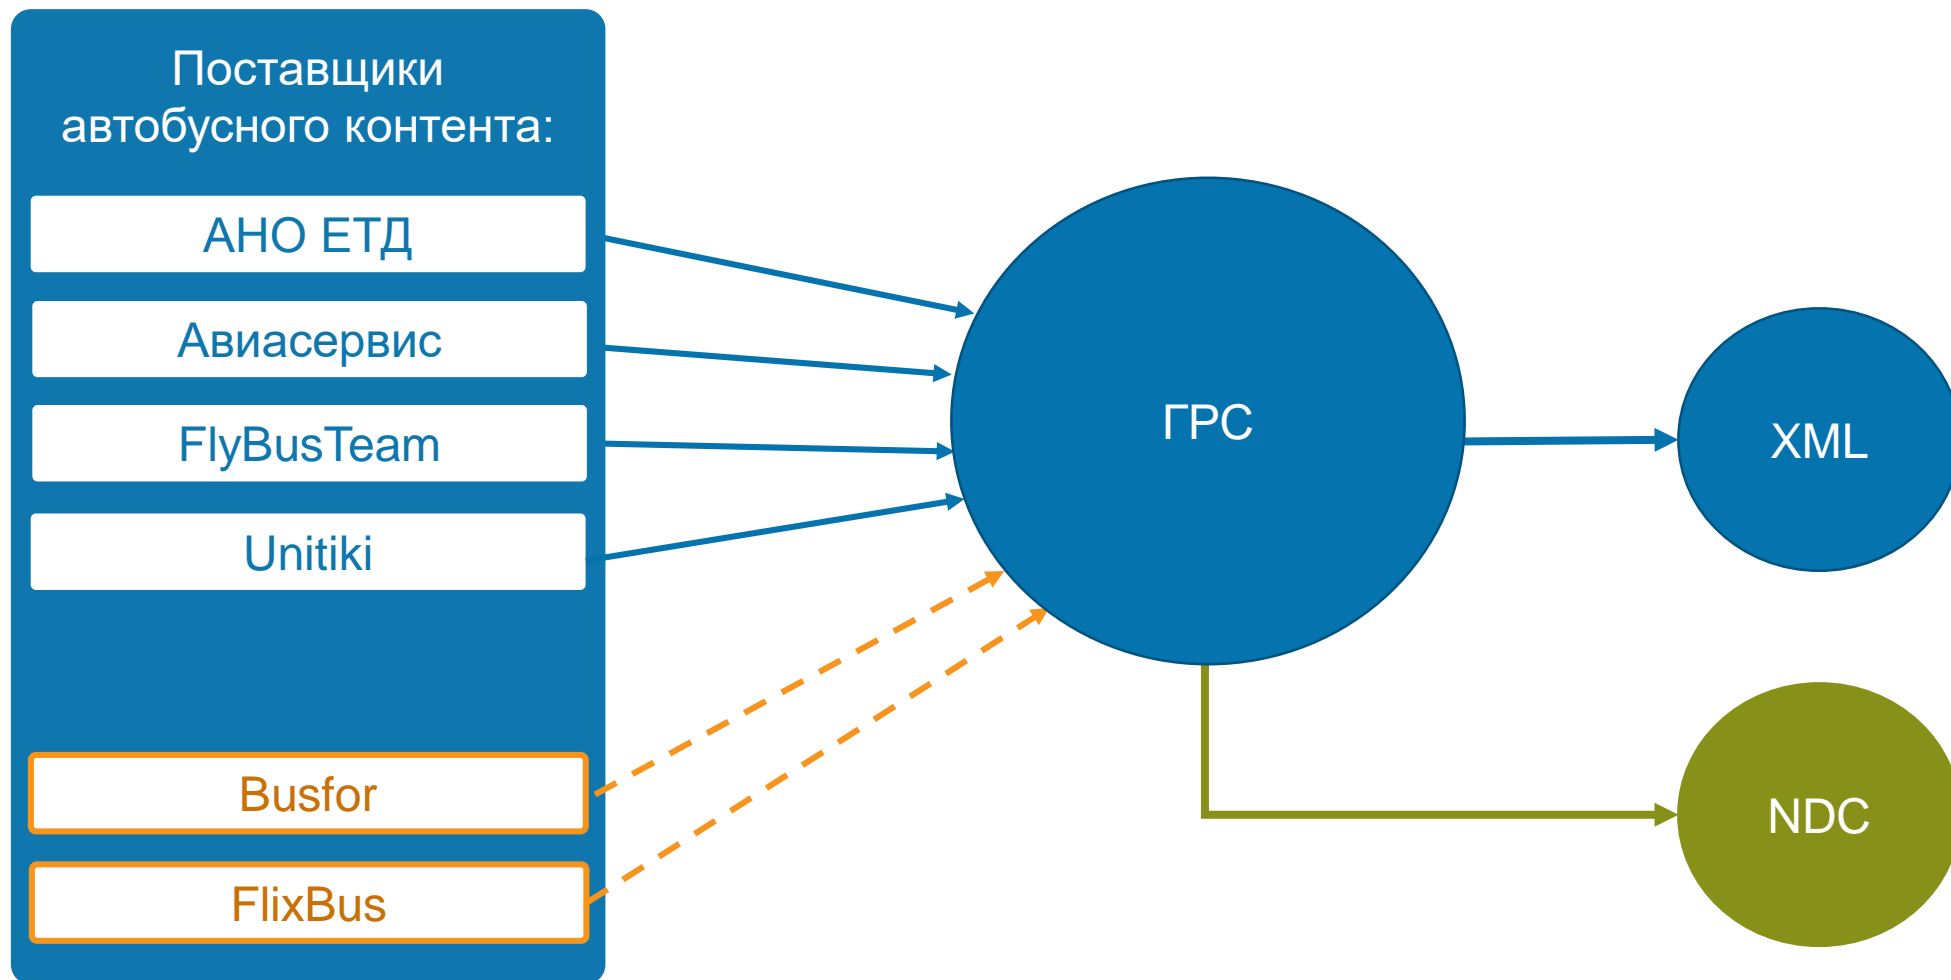 Поставщики
автобусного контента:
АНО ЕТД
Авиасервис
FlyBusTeam
Unitiki
Busfor
FlixBus
ГРС
XML
NDC